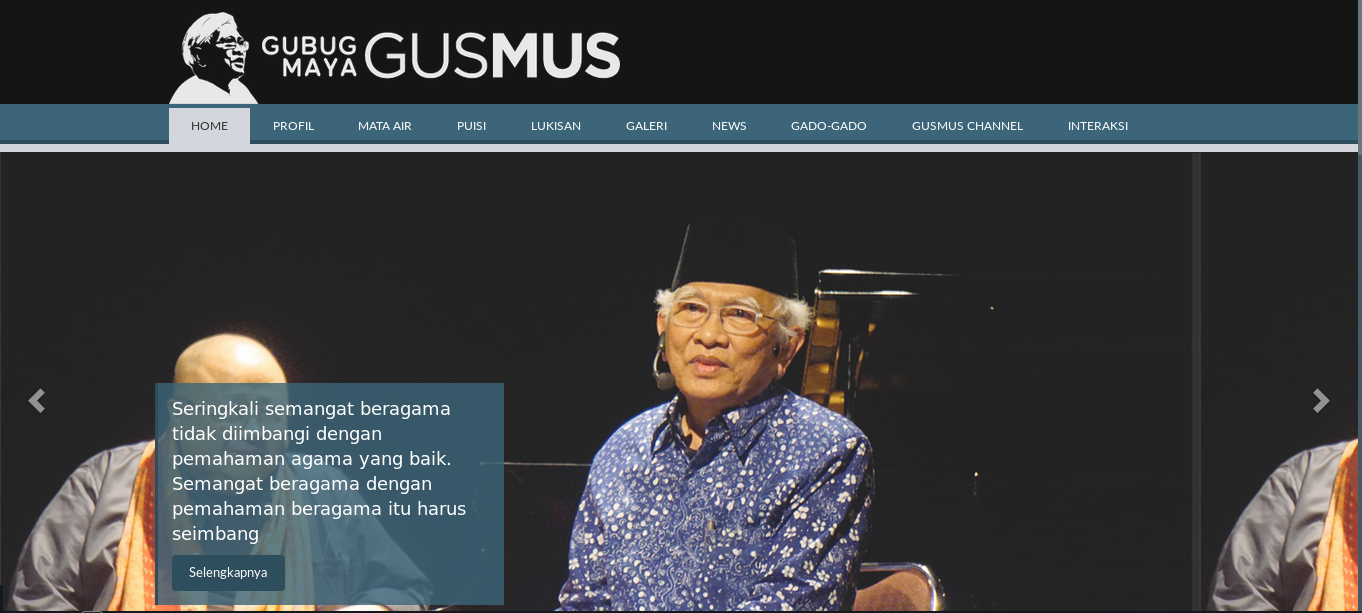 GUBUG
MAYA
GUSMUS
HOME PROFIL MATA AIR PUISI LUKISAN GALERI NEWS GADO-GADO GUSMUS CHANNEL INTERAKSI
Seringkali semangat beragama
tidak diimbangi dengan
pemahaman agama yang baik.
Semangat beragama dengan
pemahaman beragama itu harus
seimbang
Selengkapnya